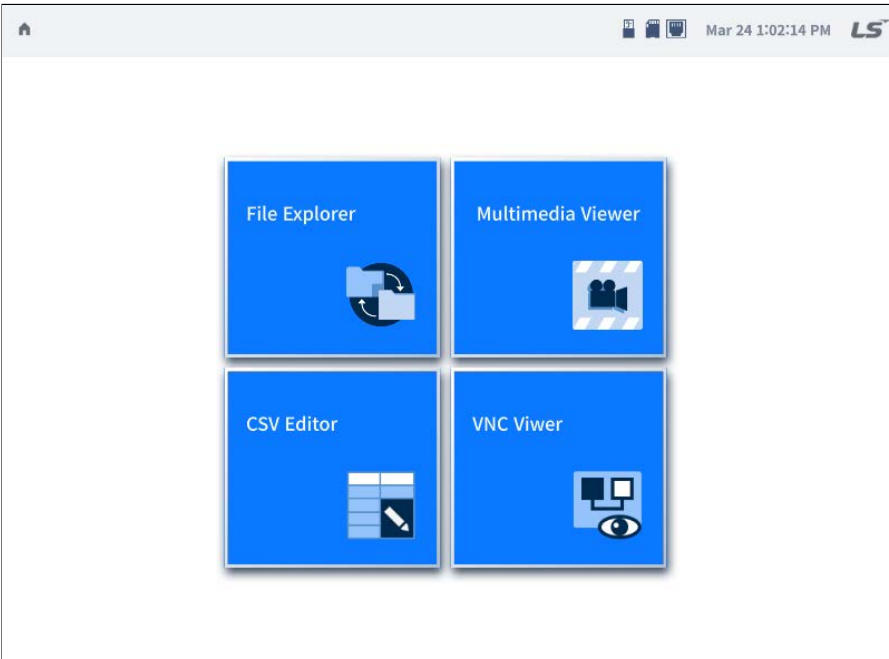 Mar 24 1:02:14 PM LS
File Explorer
Multimedia Viewer
CSV Editor
VNC Viwer